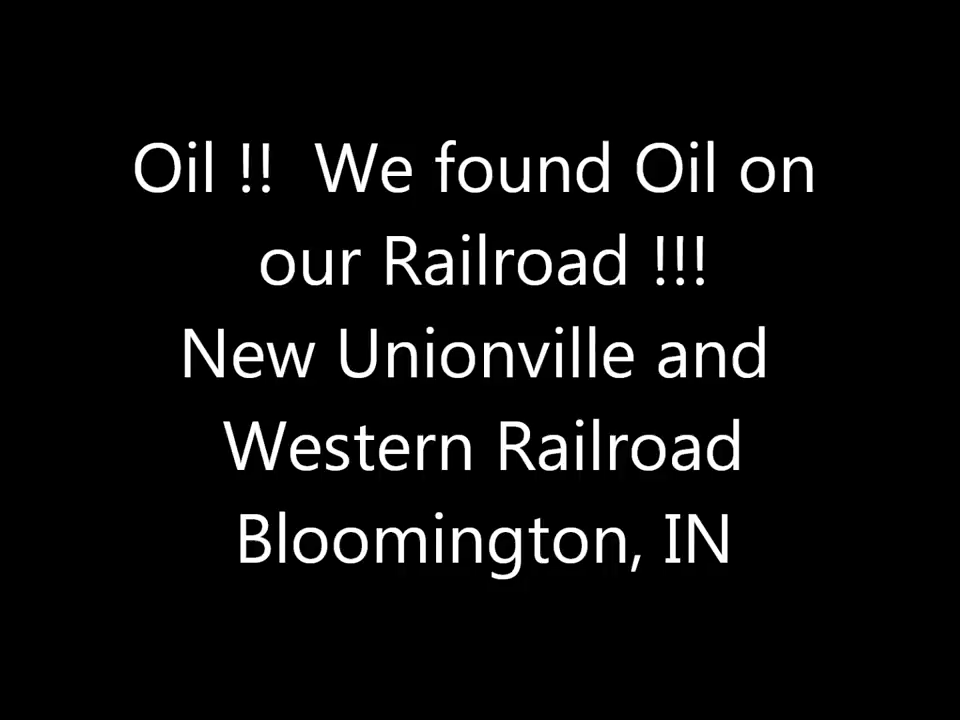 Oil !!  We found Oil on
our Railroad !!!
New Unionville and
Western Railroad
Bloomington, IN